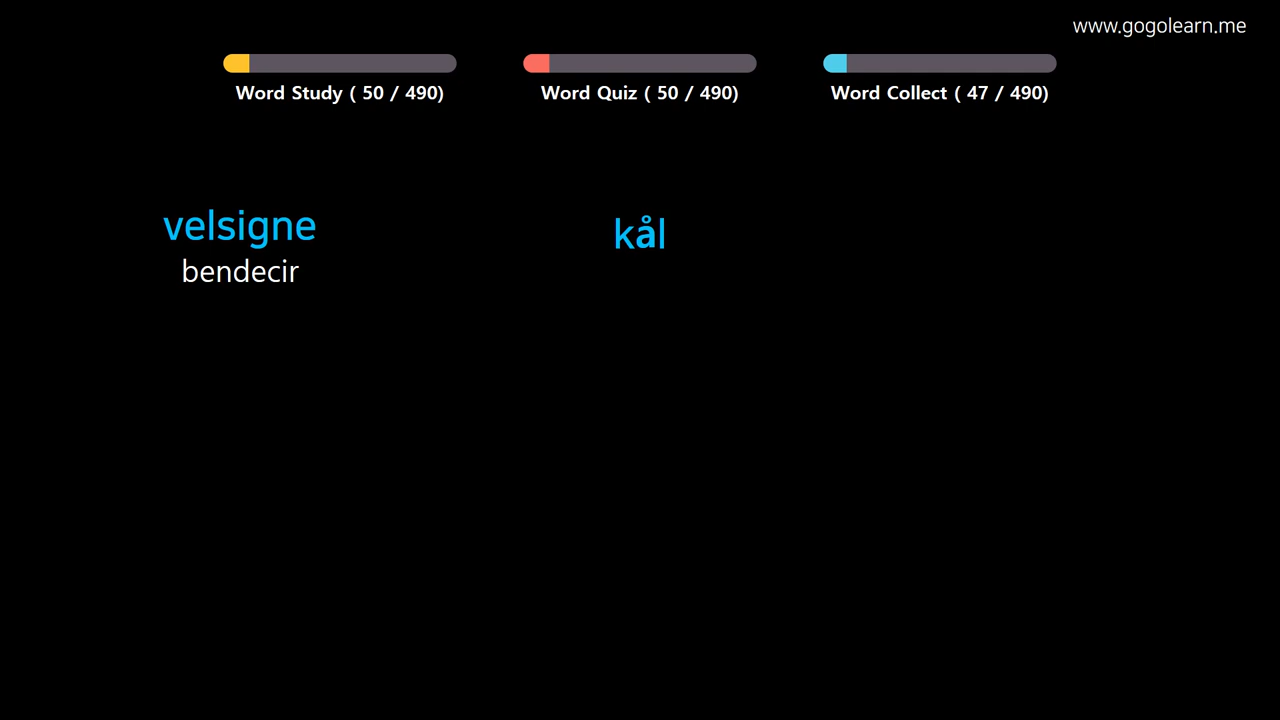 www.gogolearn.me
Word Study ( 50 / 490)
Word Quiz ( 50 / 490)
Word Collect ( 47 / 490)
velsigne
bendecir
kål